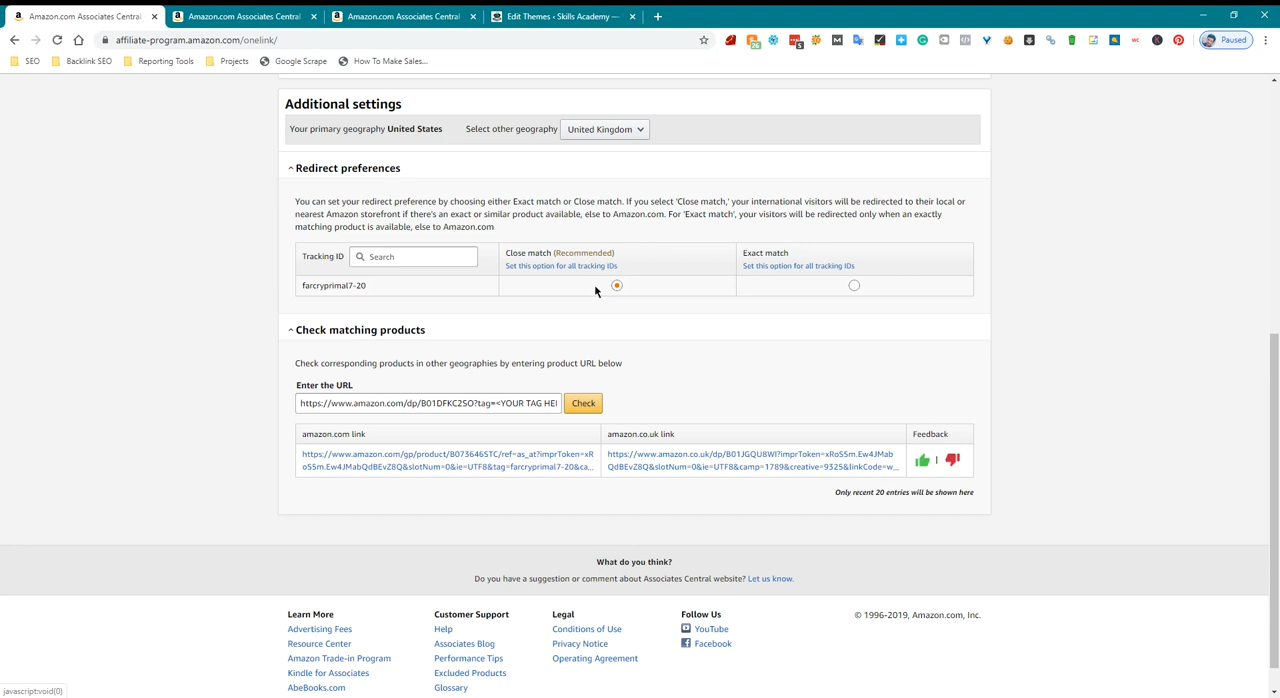 Amazon.com Associates Central
Amazon.com Associates Central
Amazon.com Associates Central
Edit Themes ‹ Skills Academy —
affiliate-program.amazon.com/onelink/
Paused
SEO
Backlink SEO
Reporting Tools
Projects
Google Scrape
How To Make Sales...
Additional settings
Your primary geography United States
Select other geography
United Kingdom
Redirect preferences
You can set your redirect preference by choosing either Exact match or Close match. If you select 'Close match,' your international visitors will be redirected to their local or
nearest Amazon storefront if there's an exact or similar product available, else to Amazon.com. For 'Exact match', your visitors will be redirected only when an exactly
matching product is available, else to Amazon.com
Tracking ID
Search
Close match (Recommended)
Set this option for all tracking IDs
Exact match
Set this option for all tracking IDs
farcryprimal7-20
Check matching products
Check corresponding products in other geographies by entering product URL below
Enter the URL
https://www.amazon.com/dp/B01DFKC2SO?tag=<YOUR TAG HEI
Check
amazon.com link
amazon.co.uk link
Feedback
https://www.amazon.com/gp/product/B073646STC/ref=as_at?imprToken=xR
oS5m.Ew4JMabQdBEvZ8Q&slotNum=0&ie=UTF8&tag=farcryprimal7-20&ca...
https://www.amazon.co.uk/dp/B01JGQU8WI?imprToken=xRoS5m.Ew4JMab
QdBEvZ8Q&slotNum=0&ie=UTF8&camp=1789&creative=9325&linkCode=w...
Only recent 20 entries will be shown here
What do you think?
Do you have a suggestion or comment about Associates Central website? Let us know.
Learn More
Advertising Fees
Resource Center
Amazon Trade-in Program
Kindle for Associates
AbeBooks.com
Customer Support
Help
Associates Blog
Performance Tips
Excluded Products
Glossary
Legal
Conditions of Use
Privacy Notice
Operating Agreement
Follow Us
YouTube
Facebook
© 1996-2019, Amazon.com, Inc.
javascript:void(0)